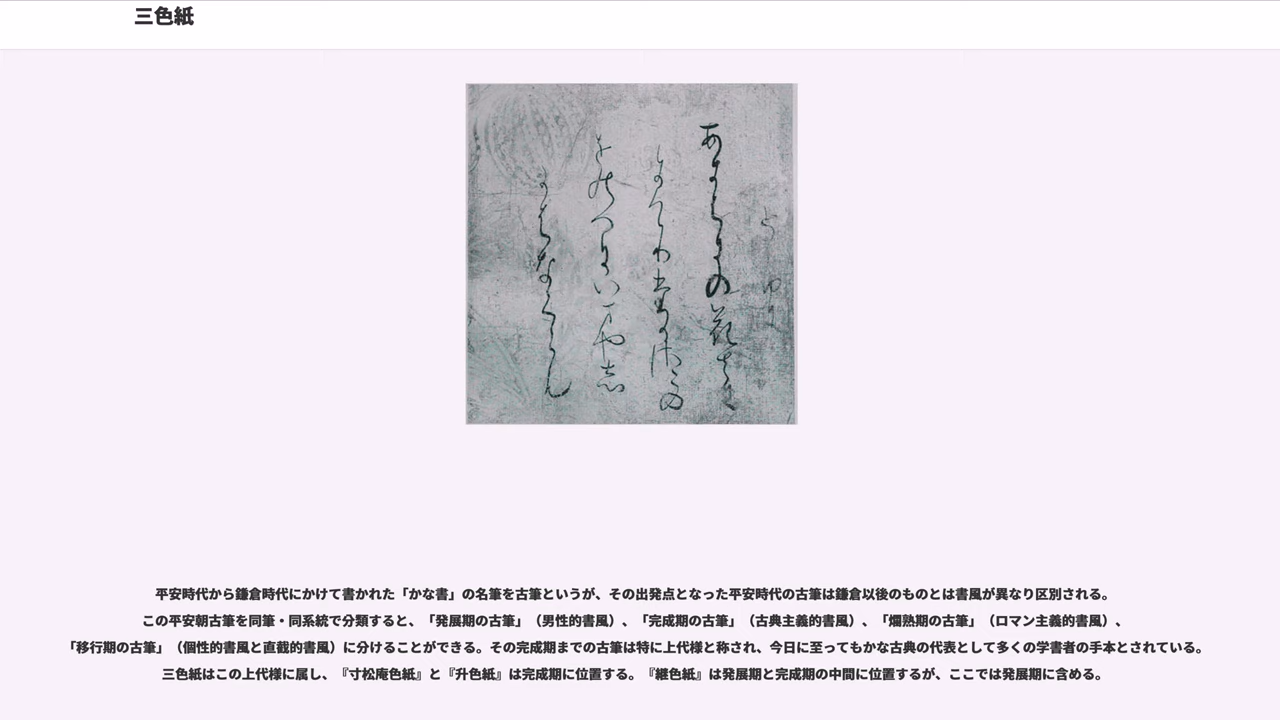 三色紙
平安時代から鎌倉時代にかけて書かれた「かな書」の名筆を古筆というが、その出発点となった平安時代の古筆は鎌倉以後のものとは書風が異なり区別される。
この平安朝古筆を同筆・同系統で分類すると、「発展期の古筆」（男性的書風）、「完成期の古筆」（古典主義的書風）、「爛熟期の古筆」（ロマン主義的書風）、
「移行期の古筆」（個性的書風と直截的書風）に分けることができる。その完成期までの古筆は特に上代様と称され、今日に至ってもかな古典の代表として多くの学書者の手本とされている。
三色紙はこの上代様に属し、『寸松庵色紙』と『升色紙』は完成期に位置する。『継色紙』は発展期と完成期の中間に位置するが、ここでは発展期に含める。